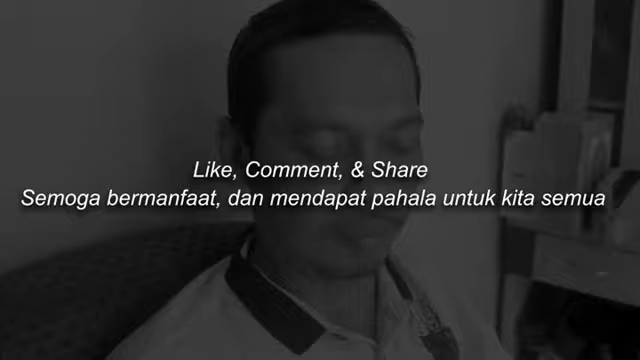 Like, Comment, & Share
Semoga bermanfaat, dan mendapat pahala untuk kita semua